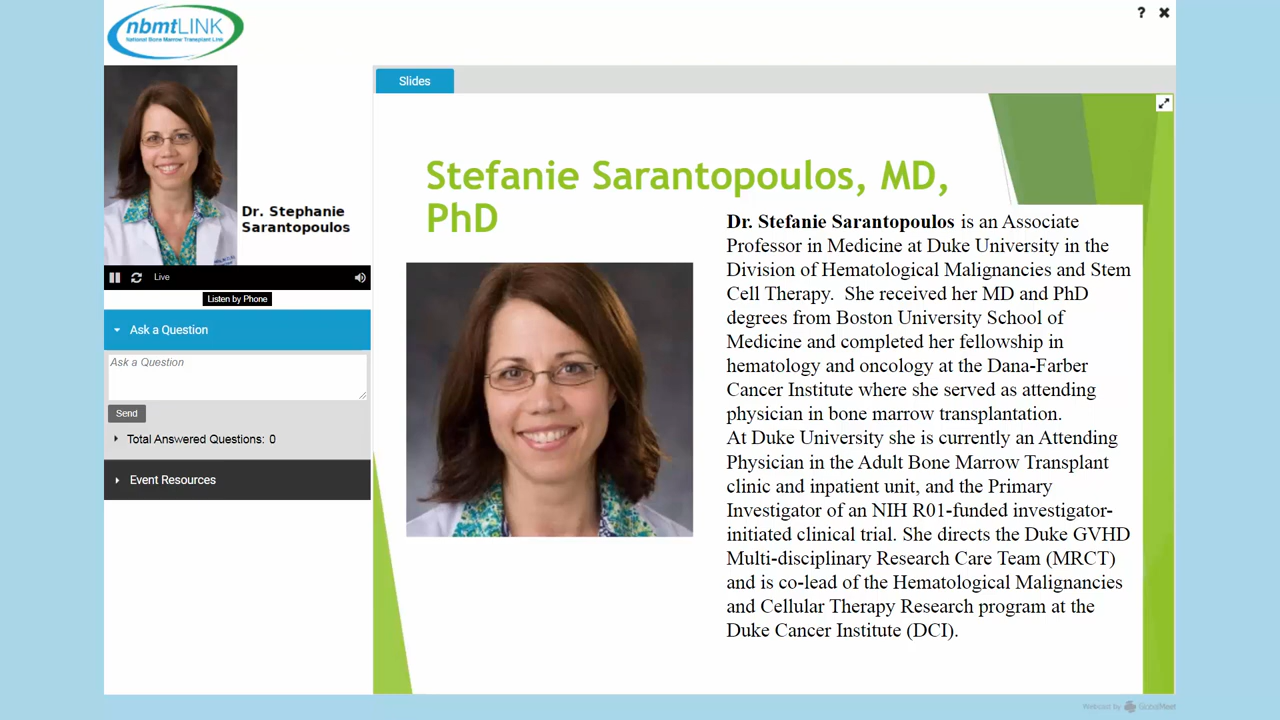 nbmtLINK
National Bone Marrow Transplant Link
? ✖
Dr. Stephanie
Sarantopoulos
Live
Listen by Phone
Ask a Question
Ask a Question
Send
Total Answered Questions: 0
Event Resources
Slides
Stefanie Sarantopoulos, MD,
PhD
Dr. Stefanie Sarantopoulos is an Associate
Professor in Medicine at Duke University in the
Division of Hematological Malignancies and Stem
Cell Therapy.  She received her MD and PhD
degrees from Boston University School of
Medicine and completed her fellowship in
hematology and oncology at the Dana-Farber
Cancer Institute where she served as attending
physician in bone marrow transplantation.
At Duke University she is currently an Attending
Physician in the Adult Bone Marrow Transplant
clinic and inpatient unit, and the Primary
Investigator of an NIH R01-funded investigator-
initiated clinical trial. She directs the Duke GVHD
Multi-disciplinary Research Care Team (MRCT)
and is co-lead of the Hematological Malignancies
and Cellular Therapy Research program at the
Duke Cancer Institute (DCI).
Webcast by GlobalMeet